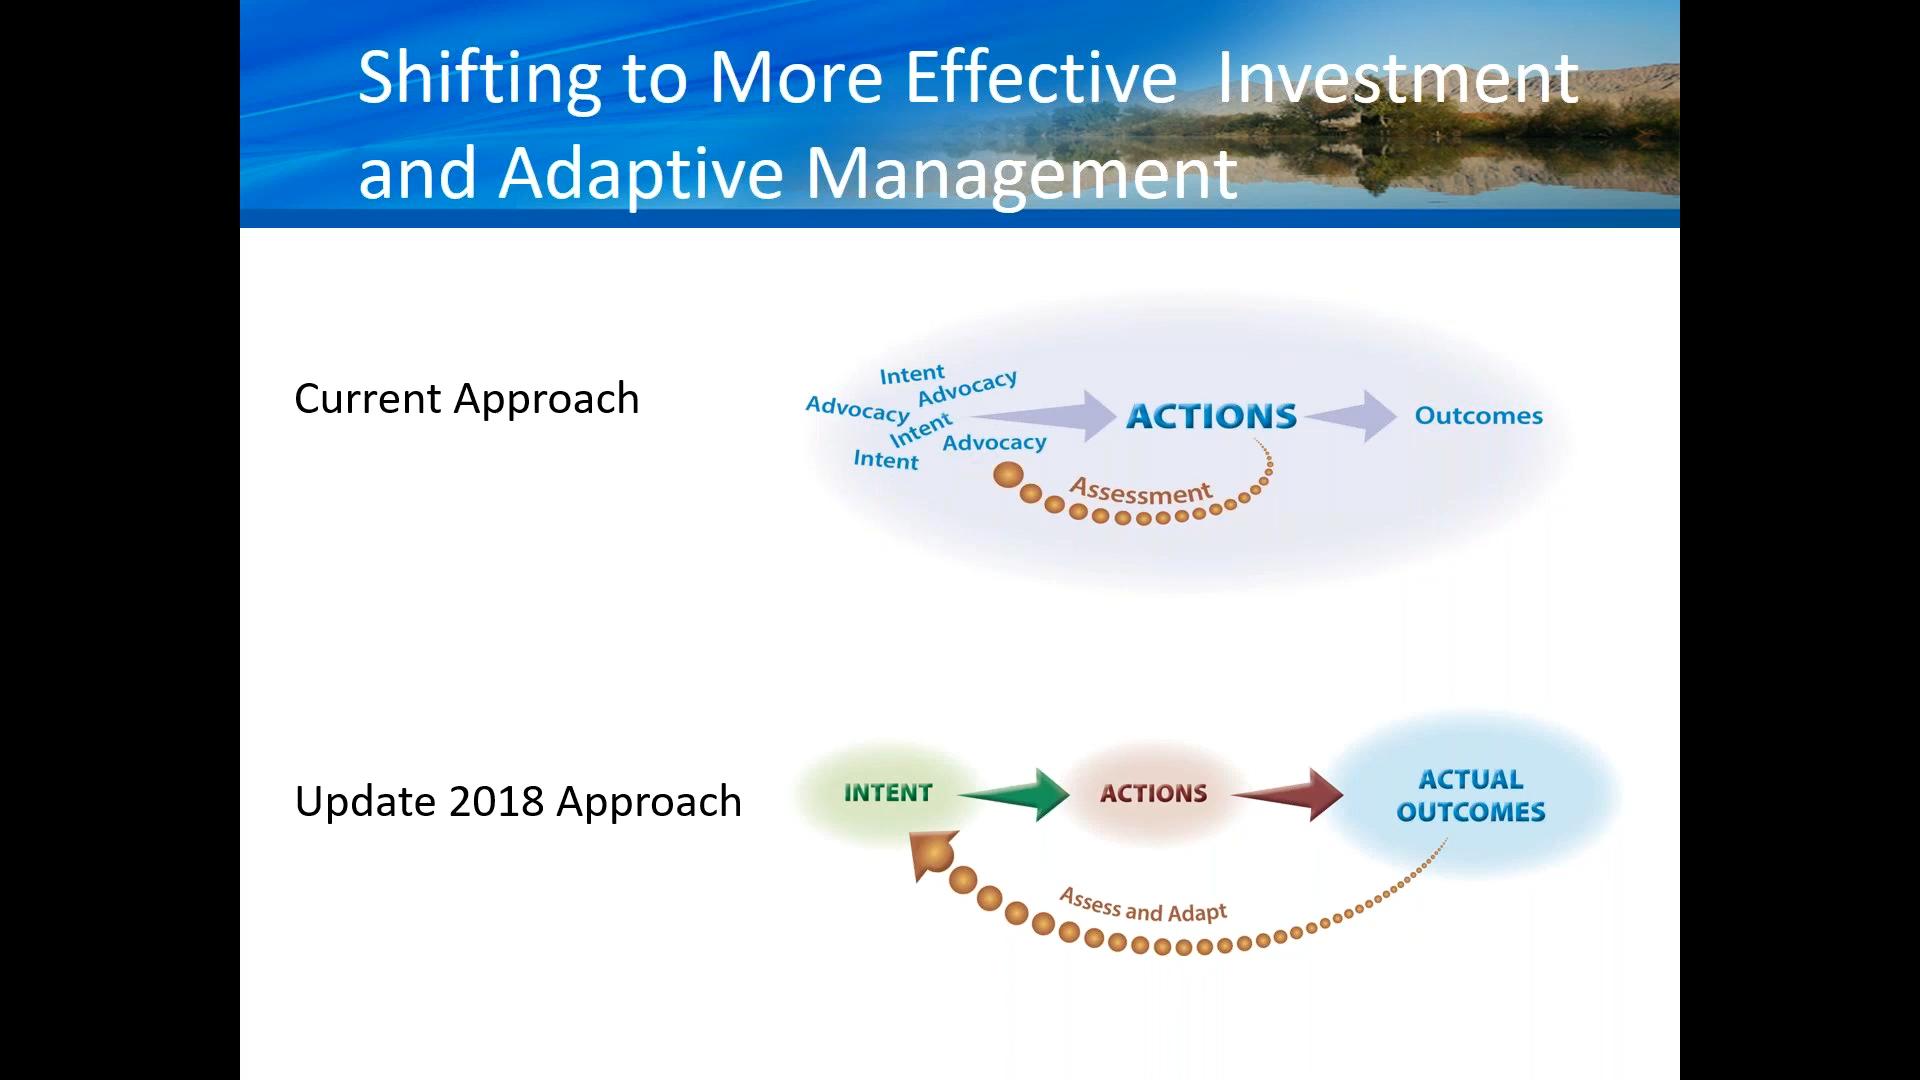 Shifting to More Effective Investment
and Adaptive Management
Current Approach
Intent
Advocacy
Advocacy
Intent
Advocacy
Intent
ACTIONS
Outcomes
Assessment
Update 2018 Approach
INTENT
ACTIONS
ACTUAL
OUTCOMES
Assess and Adapt